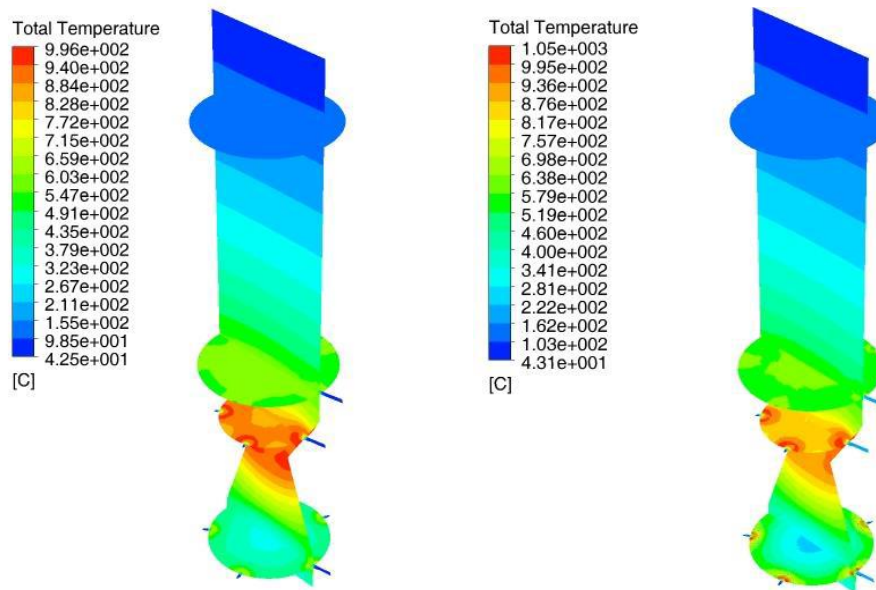 Total Temperature
9.96e+002
9.40e+002
8.84e+002
8.28e+002
7.72e+002
7.15e+002
6.59e+002
6.03e+002
5.47e+002
4.91e+002
4.35e+002
3.79e+002
3.23e+002
2.67e+002
2.11e+002
1.55e+002
9.85e+001
4.25e+001
[C]
Total Temperature
1.05e+003
9.95e+002
9.36e+002
8.76e+002
8.17e+002
7.57e+002
6.98e+002
6.38e+002
5.79e+002
5.19e+002
4.60e+002
4.00e+002
3.41e+002
2.81e+002
2.22e+002
1.62e+002
1.03e+002
4.31e+001
[C]